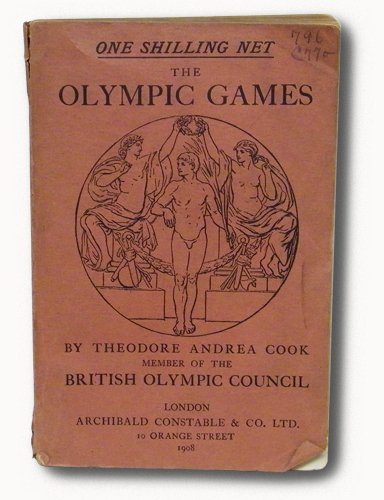 ONE SHILLING NET
796
THE
OLYMPIC GAMES
BY THEODORE ANDREA COOK
MEMBER OF THE
BRITISH OLYMPIC COUNCIL
LONDON
ARCHIBALD CONSTABLE & CO. LTD.
10 ORANGE STREET
1908